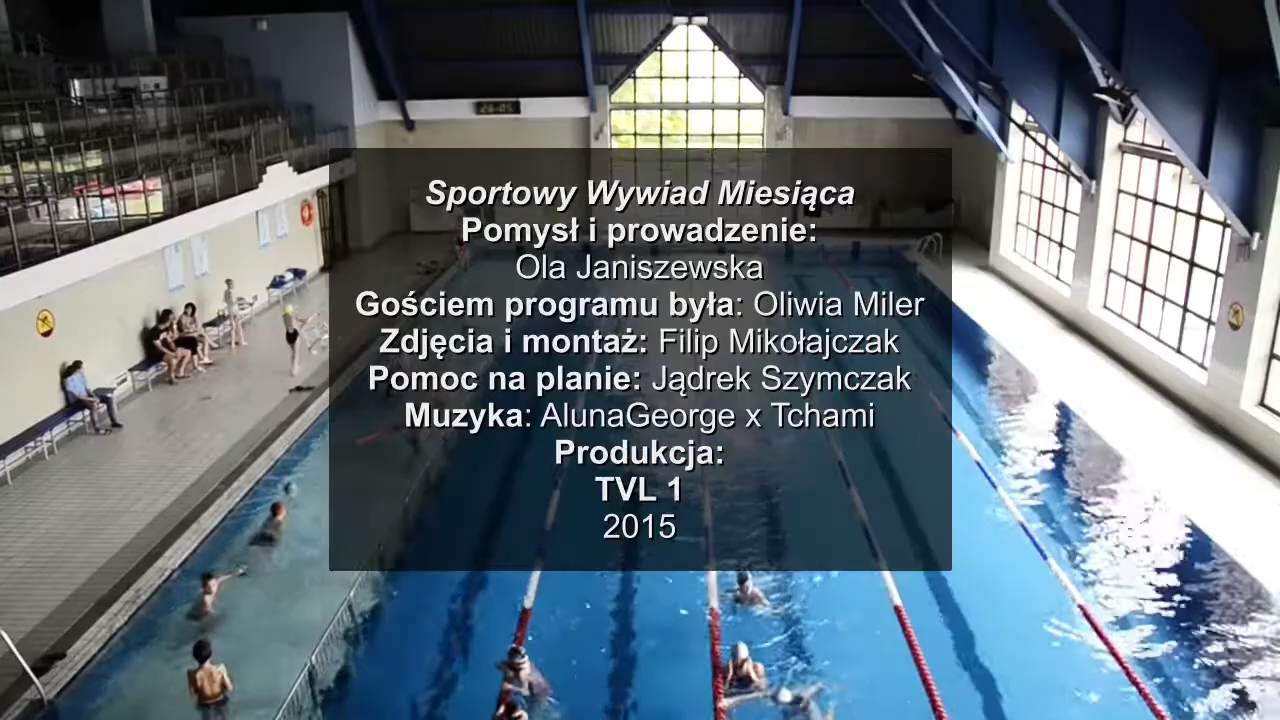 Sportowy Wywiad Miesiąca
Pomysł i prowadzenie:
Ola Janiszewska
Gościem programu była: Oliwia Miler
Zdjęcia i montaż: Filip Mikołajczak
Pomoc na planie: Jądrek Szymczak
Muzyka: AlunaGeorge x Tchami
Produkcja:
TVL 1
2015